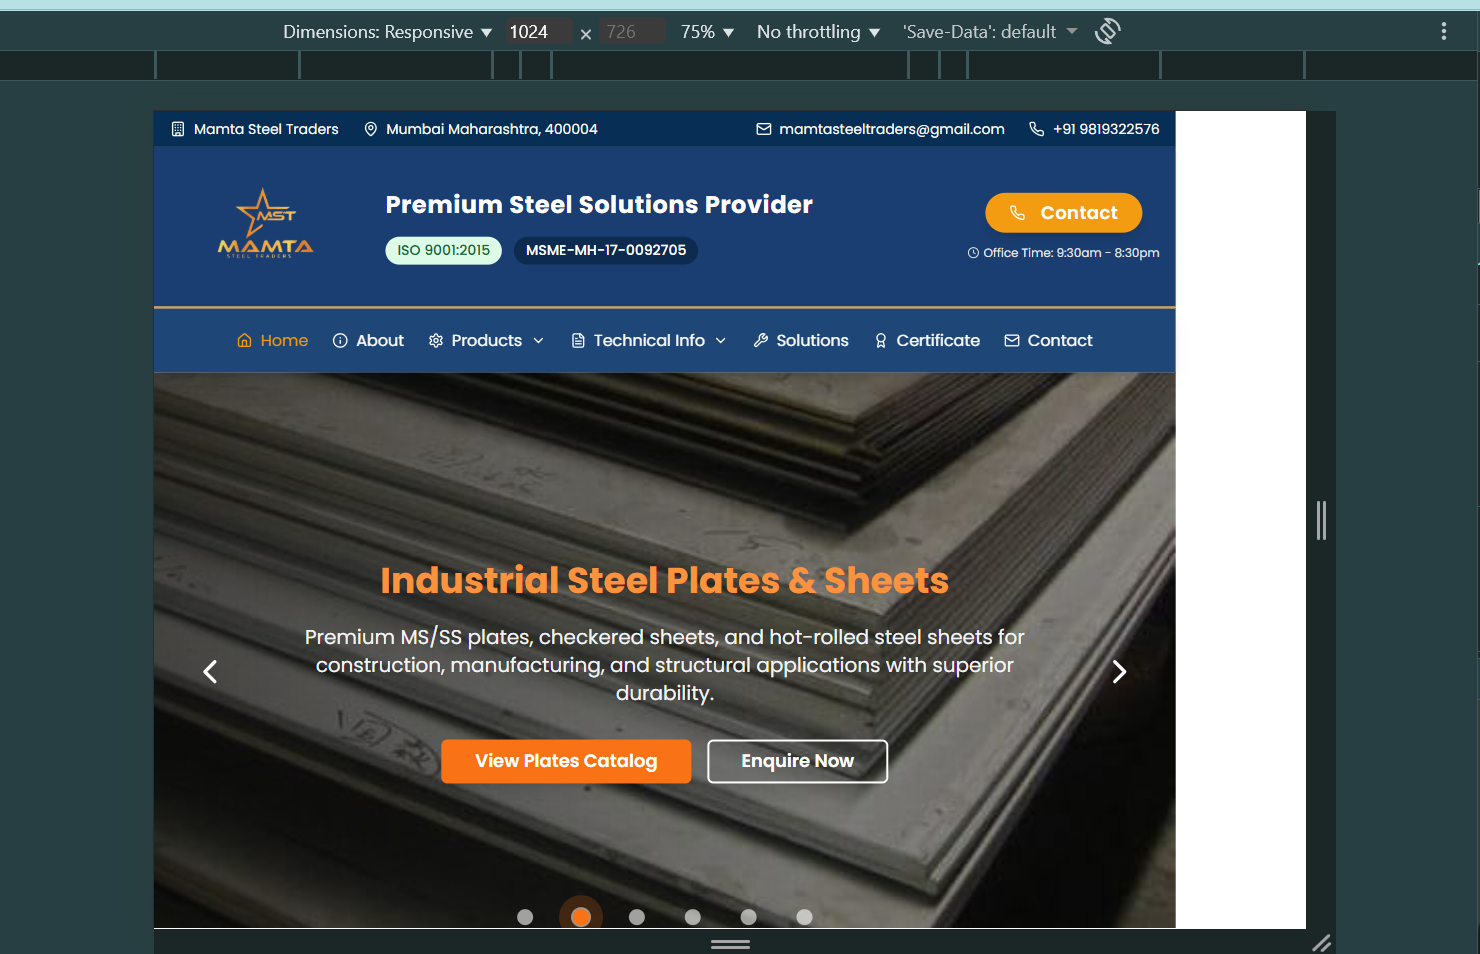 Dimensions: Responsive ▼ 1024 × 726 75% ▼ No throttling ▼ 'Save-Data': default
Mamta Steel Traders Mumbai Maharashtra, 400004 mamtasteeltraders@gmail.com +91 9819322576
MST
MAMTA
STEEL TRADERS
Premium Steel Solutions Provider
ISO 9001:2015 MSME-MH-17-0092705
Contact
Office Time: 9:30am - 8:30pm
Home About Products Technical Info Solutions Certificate Contact
Industrial Steel Plates & Sheets
Premium MS/SS plates, checkered sheets, and hot-rolled steel sheets for
construction, manufacturing, and structural applications with superior
durability.
View Plates Catalog Enquire Now